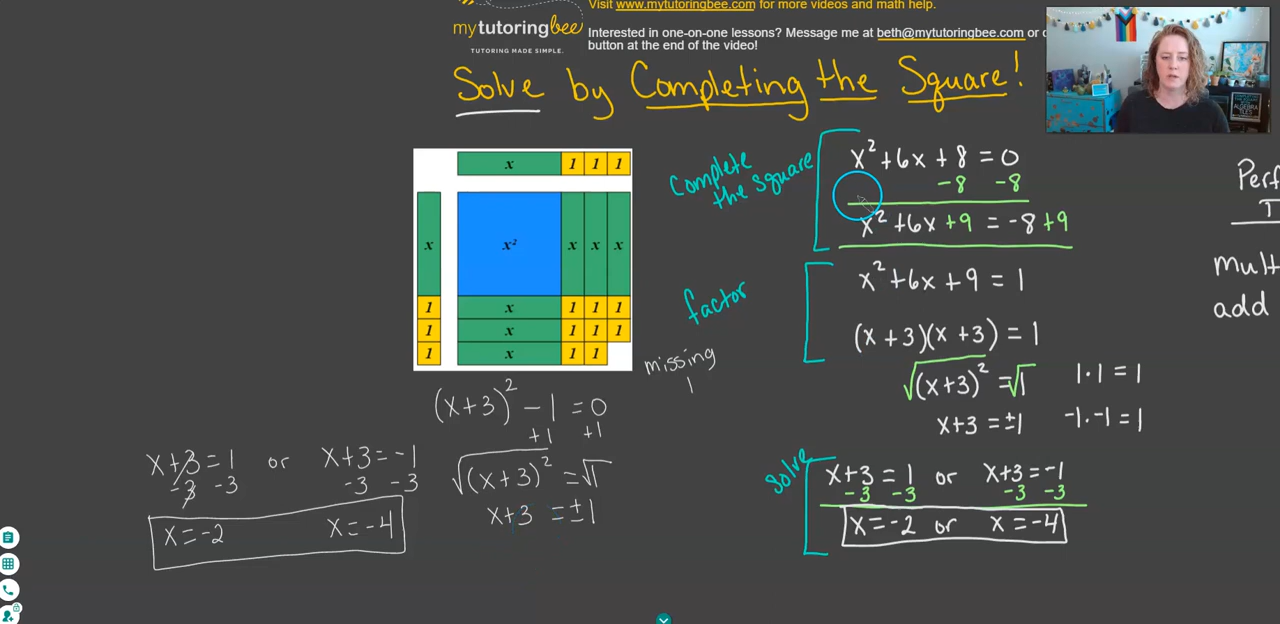 Visit www.mytutoringbee.com for more videos and math help.
mytutoringbee
TUTORING MADE SIMPLE.
Interested in one-on-one lessons? Message me at beth@mytutoringbee.com or c
button at the end of the video!
Solve by Completing the Square!
x 1 1 1
x x² x x x
1 x 1 1 1
1 x 1 1 1
1 x 1 1
missing
1
(x+3)² - 1 = 0
+1 +1
√(x+3)² = √1
x+3 = ±1
x+3=1 or x+3=-1
-3 -3 -3 -3
x=-2 x=-4
Complete
the square
x² + 6x + 8 = 0
-8 -8
x² + 6x + 9 = -8 + 9
factor
x² + 6x + 9 = 1
(x + 3)(x + 3) = 1
√(x+3)² = √1 1·1 = 1
x+3 = ±1 -1·-1 = 1
Solve
x+3 = 1 or x+3 = -1
-3 -3 -3 -3
x = -2 or x = -4
Perf
T
mult
add
ALGEBRA
TILES